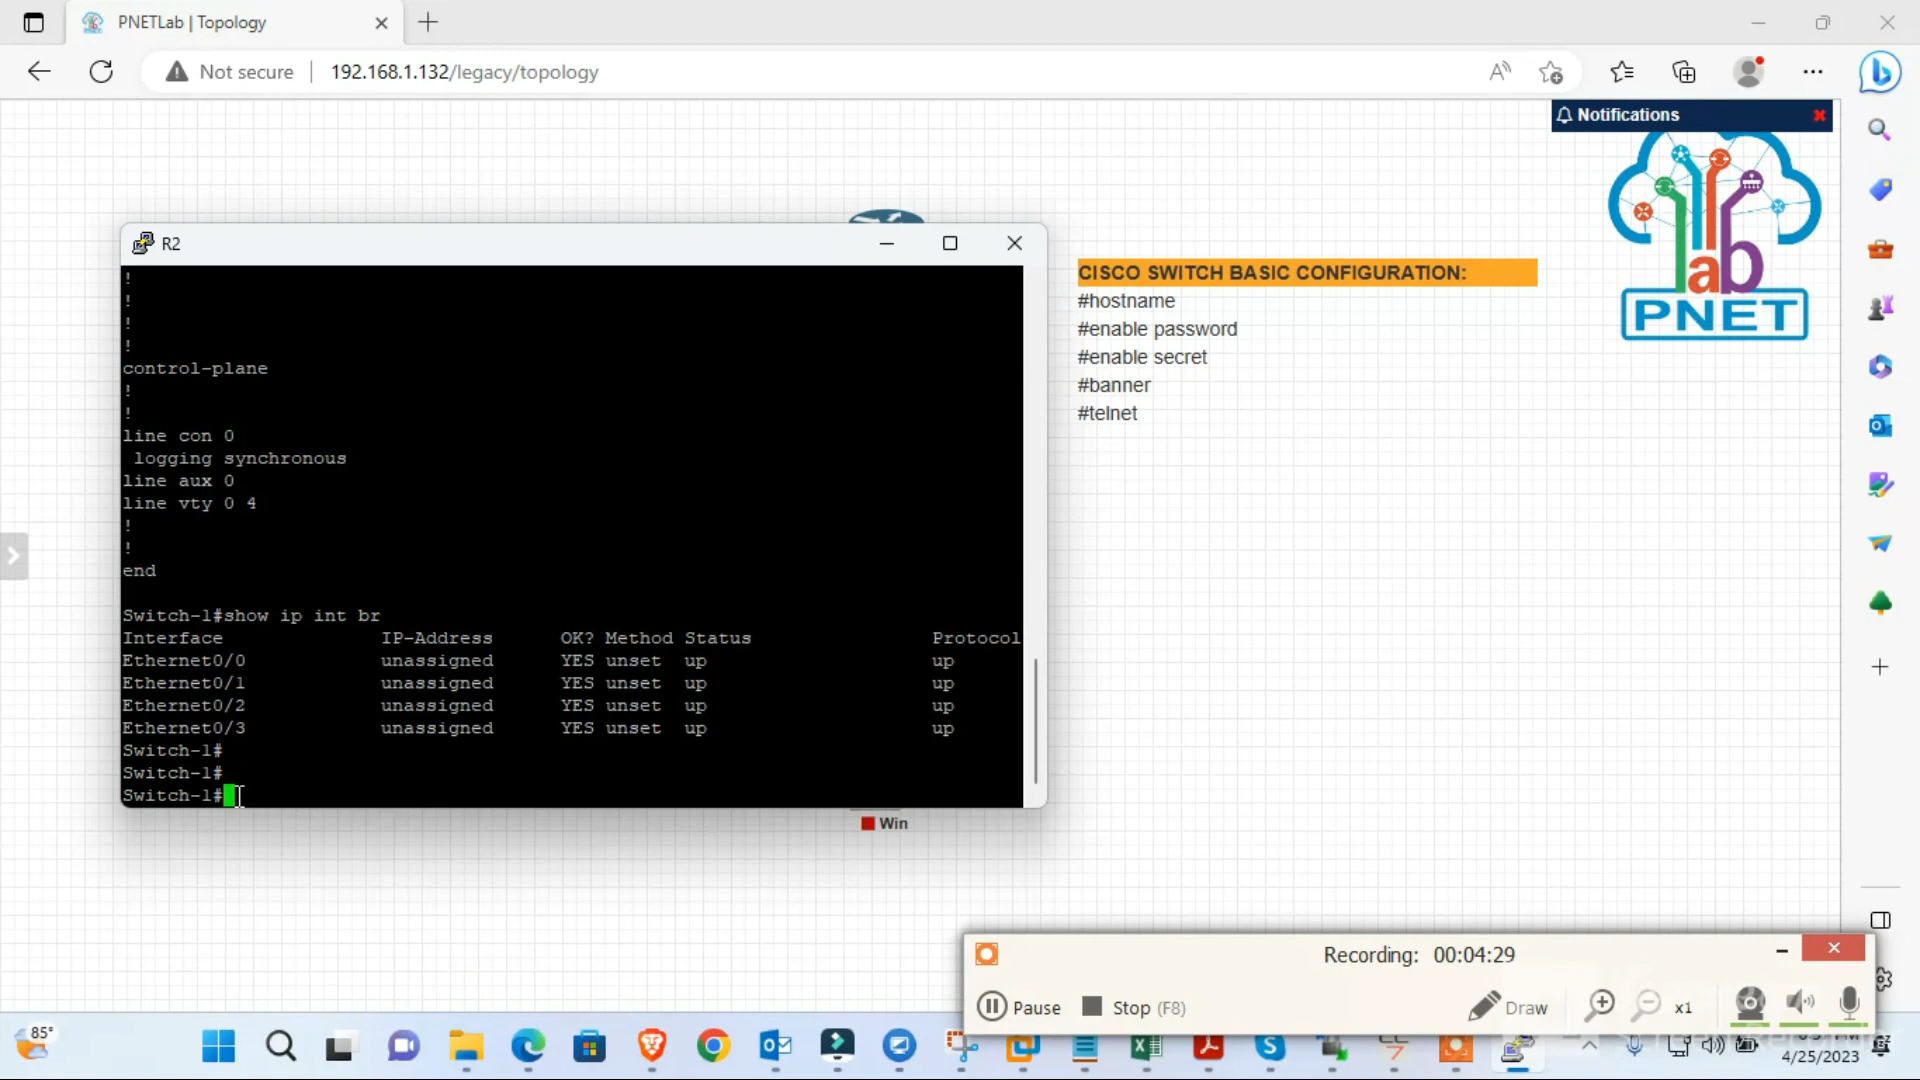 PNETLab | Topology
Not secure
192.168.1.132/legacy/topology
Notifications
R2
!
!
!
!
control-plane
!
!
line con 0
logging synchronous
line aux 0
line vty 0 4
!
!
end
Switch-1#show ip int br
Interface IP-Address OK? Method Status Protocol
Ethernet0/0 unassigned YES unset up up
Ethernet0/1 unassigned YES unset up up
Ethernet0/2 unassigned YES unset up up
Ethernet0/3 unassigned YES unset up up
Switch-1#
Switch-1#
Switch-1#
CISCO SWITCH BASIC CONFIGURATION:
#hostname
#enable password
#enable secret
#banner
#telnet
lab
PNET
Win
Recording: 00:04:29
Pause
Stop (F8)
Draw
x1
85°
4/25/2023